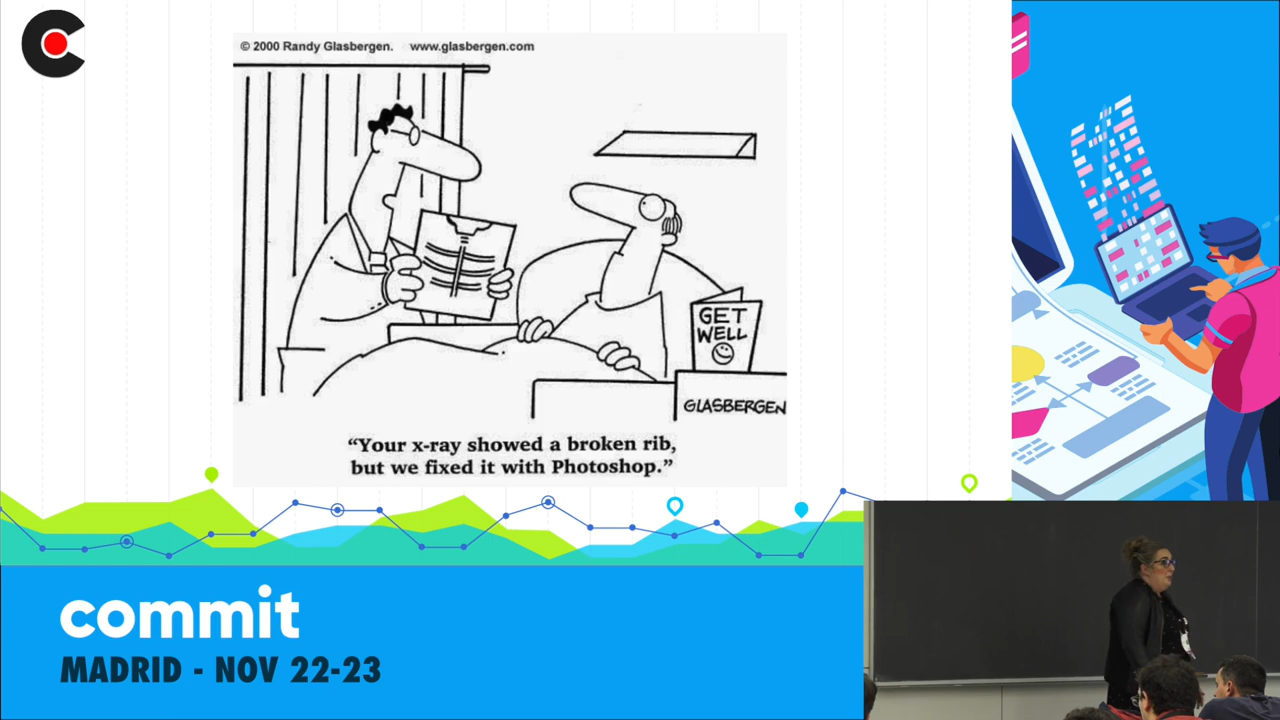 © 2000 Randy Glasbergen. www.glasbergen.com
GET
WELL
GLASBERGEN
“Your x-ray showed a broken rib,
but we fixed it with Photoshop.”
commit
MADRID - NOV 22-23